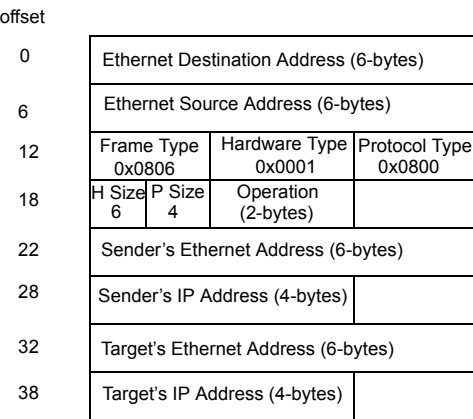 offset
0
Ethernet Destination Address (6-bytes)
6
Ethernet Source Address (6-bytes)
12
Frame Type Hardware Type Protocol Type
0x0806 0x0001 0x0800
18
H Size P Size Operation
6 4 (2-bytes)
22
Sender's Ethernet Address (6-bytes)
28
Sender's IP Address (4-bytes)
32
Target's Ethernet Address (6-bytes)
38
Target's IP Address (4-bytes)